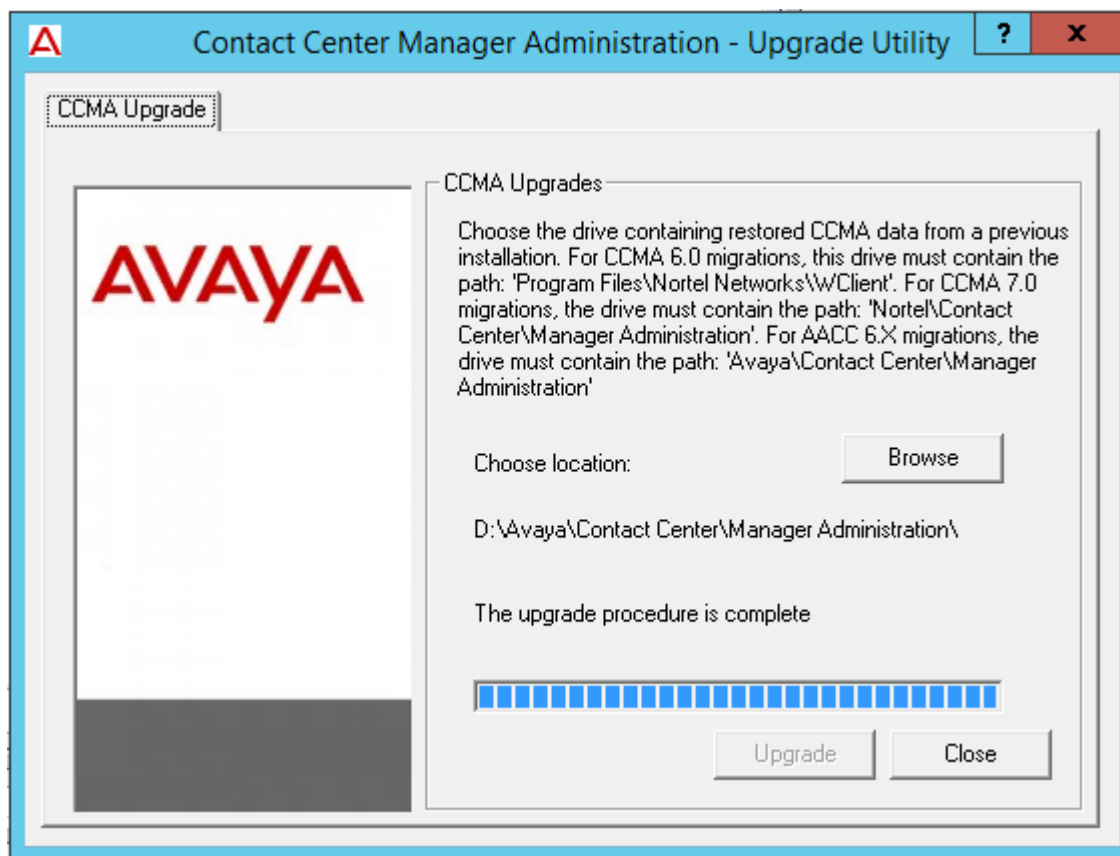 Contact Center Manager Administration - Upgrade Utility ? x
CCMA Upgrade
AVAYA
CCMA Upgrades
Choose the drive containing restored CCMA data from a previous
installation. For CCMA 6.0 migrations, this drive must contain the
path: 'Program Files\Nortel Networks\WClient'. For CCMA 7.0
migrations, the drive must contain the path: 'Nortel\Contact
Center\Manager Administration'. For AACC 6.X migrations, the
drive must contain the path: 'Avaya\Contact Center\Manager
Administration'
Choose location:
Browse
D:\Avaya\Contact Center\Manager Administration\
The upgrade procedure is complete
Upgrade
Close